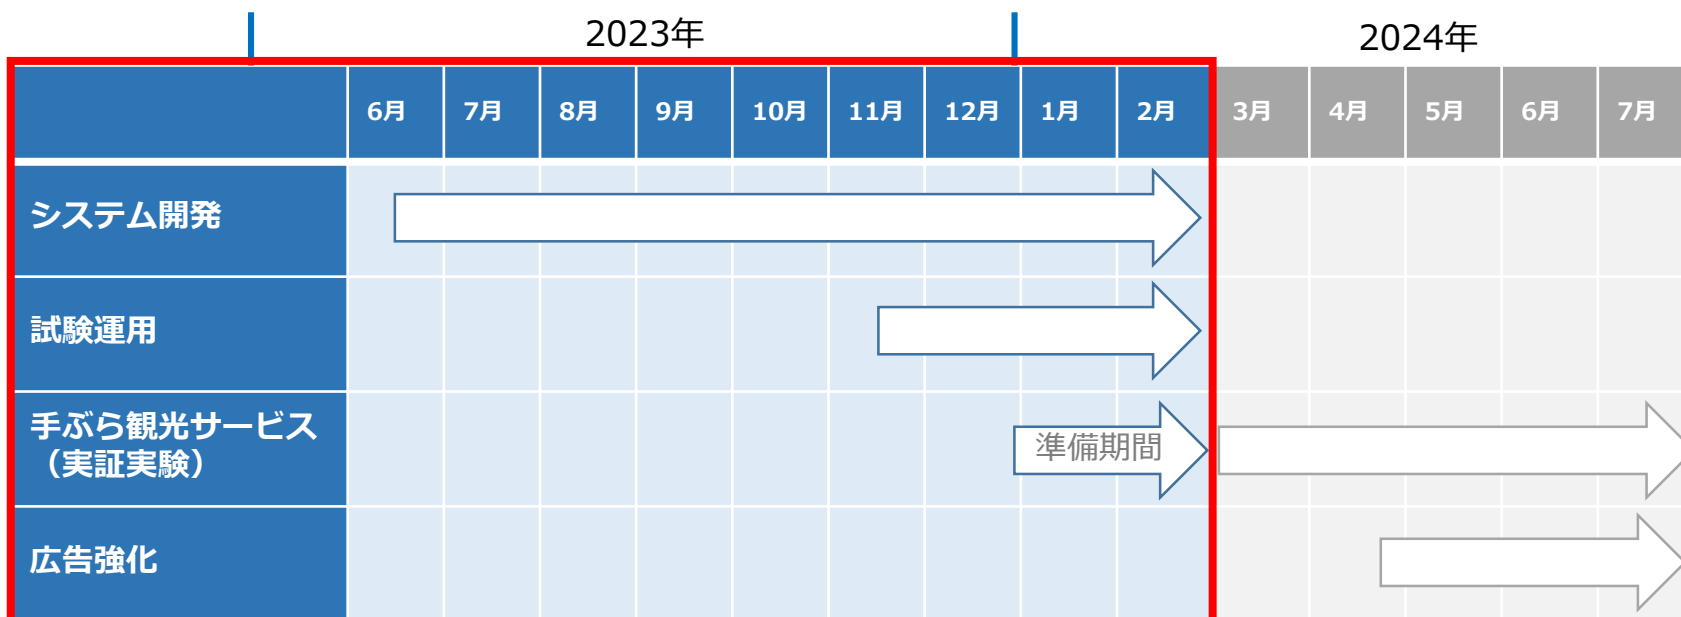 2023年
2024年
6月 7月 8月 9月 10月 11月 12月 1月 2月 3月 4月 5月 6月 7月
システム開発
試験運用
手ぶら観光サービス
（実証実験）
準備期間
広告強化